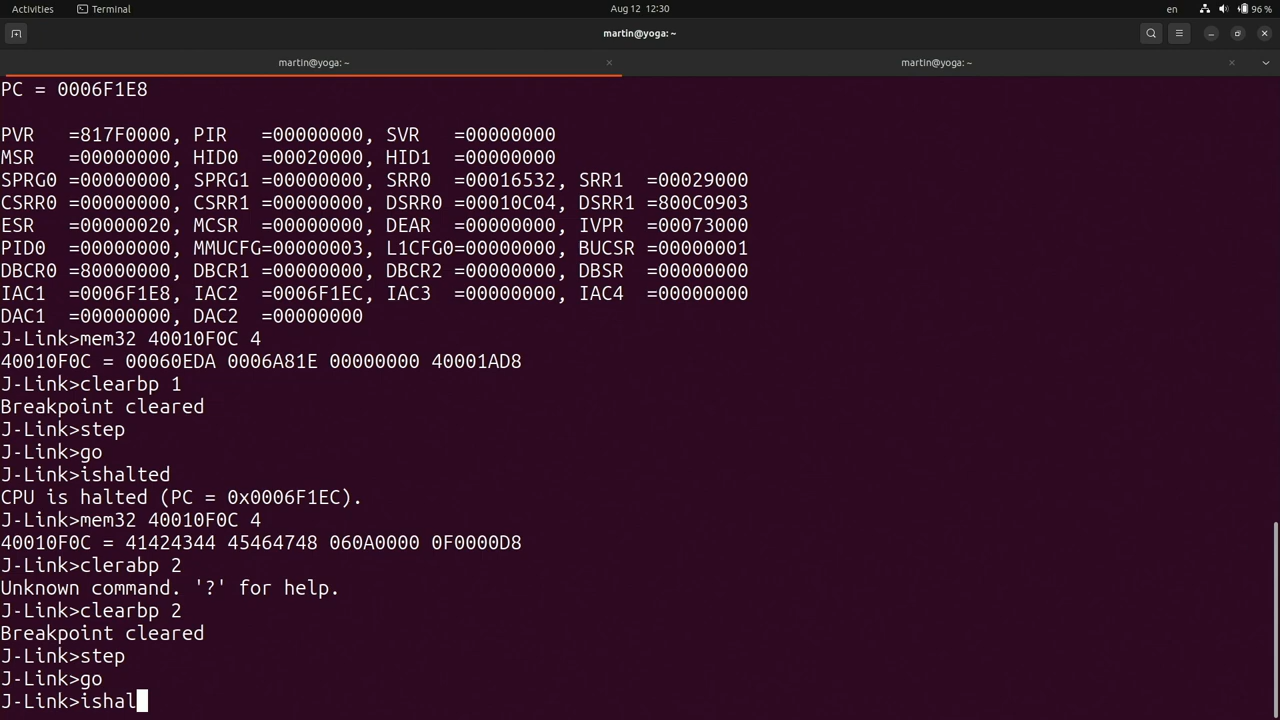 Activities Terminal Aug 12 12:30 en 96 %
martin@yoga: ~
martin@yoga: ~ × martin@yoga: ~ ×
PC = 0006F1E8
PVR =817F0000, PIR =00000000, SVR =00000000
MSR =00000000, HID0 =00020000, HID1 =00000000
SPRG0 =00000000, SPRG1 =00000000, SRR0 =00016532, SRR1 =00029000
CSRR0 =00000000, CSRR1 =00000000, DSRR0 =00010C04, DSRR1 =800C0903
ESR =00000020, MCSR =00000000, DEAR =00000000, IVPR =00073000
PID0 =00000000, MMUCFG=00000003, L1CFG0=00000000, BUCSR =00000001
DBCR0 =80000000, DBCR1 =00000000, DBCR2 =00000000, DBSR =00000000
IAC1 =0006F1E8, IAC2 =0006F1EC, IAC3 =00000000, IAC4 =00000000
DAC1 =00000000, DAC2 =00000000
J-Link>mem32 40010F0C 4
40010F0C = 00060EDA 0006A81E 00000000 40001AD8
J-Link>clearbp 1
Breakpoint cleared
J-Link>step
J-Link>go
J-Link>ishalted
CPU is halted (PC = 0x0006F1EC).
J-Link>mem32 40010F0C 4
40010F0C = 41424344 45464748 060A0000 0F0000D8
J-Link>clerabp 2
Unknown command. '?' for help.
J-Link>clearbp 2
Breakpoint cleared
J-Link>step
J-Link>go
J-Link>ishal